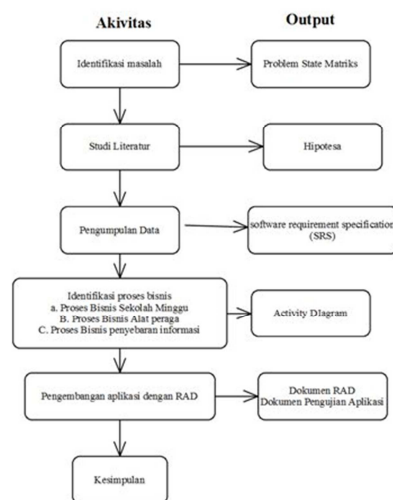 Akivitas
Output
Identifikasi masalah
Problem State Matriks
Studi Literatur
Hipotesa
Pengumpulan Data
software requirement specification
(SRS)
Identifikasi proses bisnis
a. Proses Bisnis Sekolah Minggu
B. Proses Bisnis Alat peraga
C. Proses Bisnis penyebaran informasi
Activity DIagram
Pengembangan aplikasi dengan RAD
Dokumen RAD
Dokumen Pengujian Aplikasi
Kesimpulan